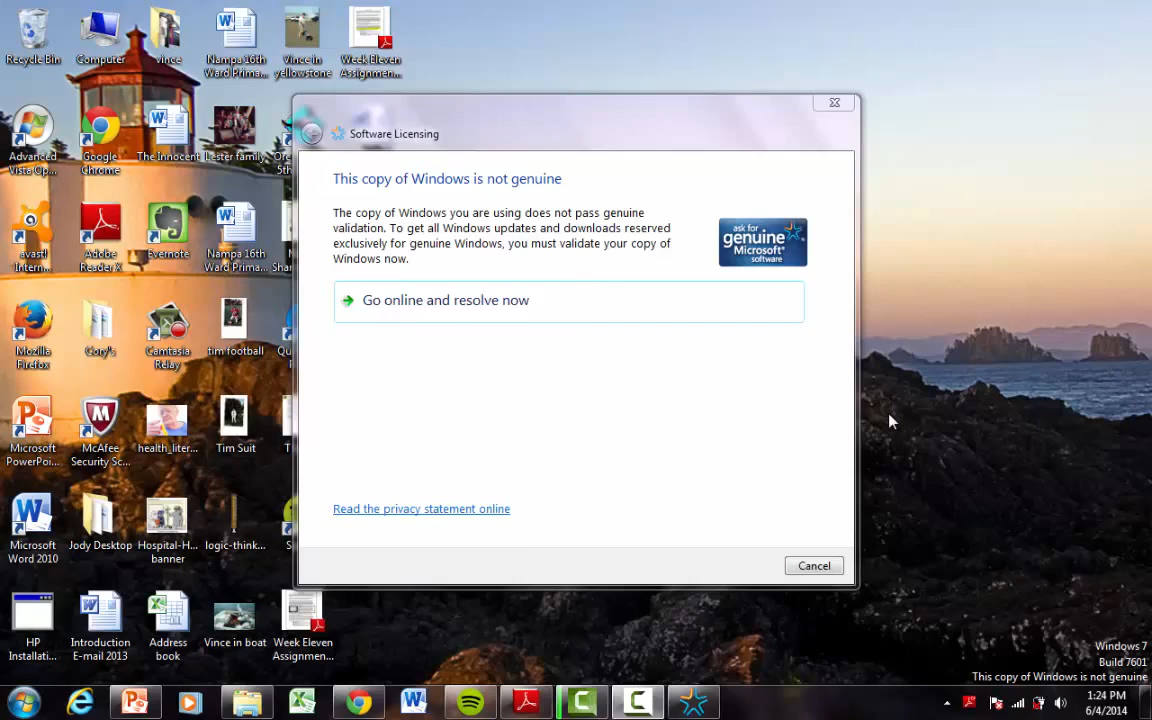 Recycle Bin
Computer
vince
Nampa 16th
Ward Prima...
Vince in
yellowstone
Week Eleven
Assignmen...
Advanced
Vista Op...
Google
Chrome
The Innocent
Lester family
5th
avast!
Intern...
Adobe
Reader X
Evernote
Nampa 16th
Ward Prima...
Mozilla
Firefox
Cory's
Camtasia
Relay
tim football
Microsoft
PowerPoi...
McAfee
Security Sc...
health_liter...
Tim Suit
Microsoft
Word 2010
Jody Desktop
Hospital-H...
banner
logic-think...
HP
Installati...
Introduction
E-mail 2013
Address
book
Vince in boat
Week Eleven
Assignmen...
Software Licensing
This copy of Windows is not genuine
The copy of Windows you are using does not pass genuine
validation. To get all Windows updates and downloads reserved
exclusively for genuine Windows, you must validate your copy of
Windows now.
ask for
genuine
Microsoft®
software
Go online and resolve now
Read the privacy statement online
Cancel
Windows 7
Build 7601
This copy of Windows is not genuine
1:24 PM
6/4/2014